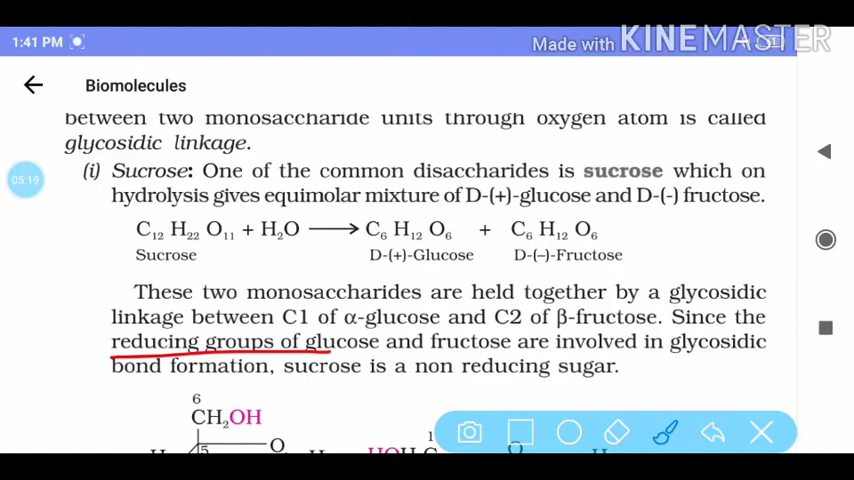 1:41 PM
Made with KINEMASTER
Biomolecules
between two monosaccharide units through oxygen atom is called
glycosidic linkage.
(i) Sucrose: One of the common disaccharides is sucrose which on
05:19
hydrolysis gives equimolar mixture of D-(+)-glucose and D-(-) fructose.
C12 H22 O11 + H2O ⟶ C6 H12 O6 + C6 H12 O6
Sucrose D-(+)-Glucose D-(–)-Fructose
These two monosaccharides are held together by a glycosidic
linkage between C1 of α-glucose and C2 of β-fructose. Since the
reducing groups of glucose and fructose are involved in glycosidic
bond formation, sucrose is a non reducing sugar.
6
CH2OH
1
5 O